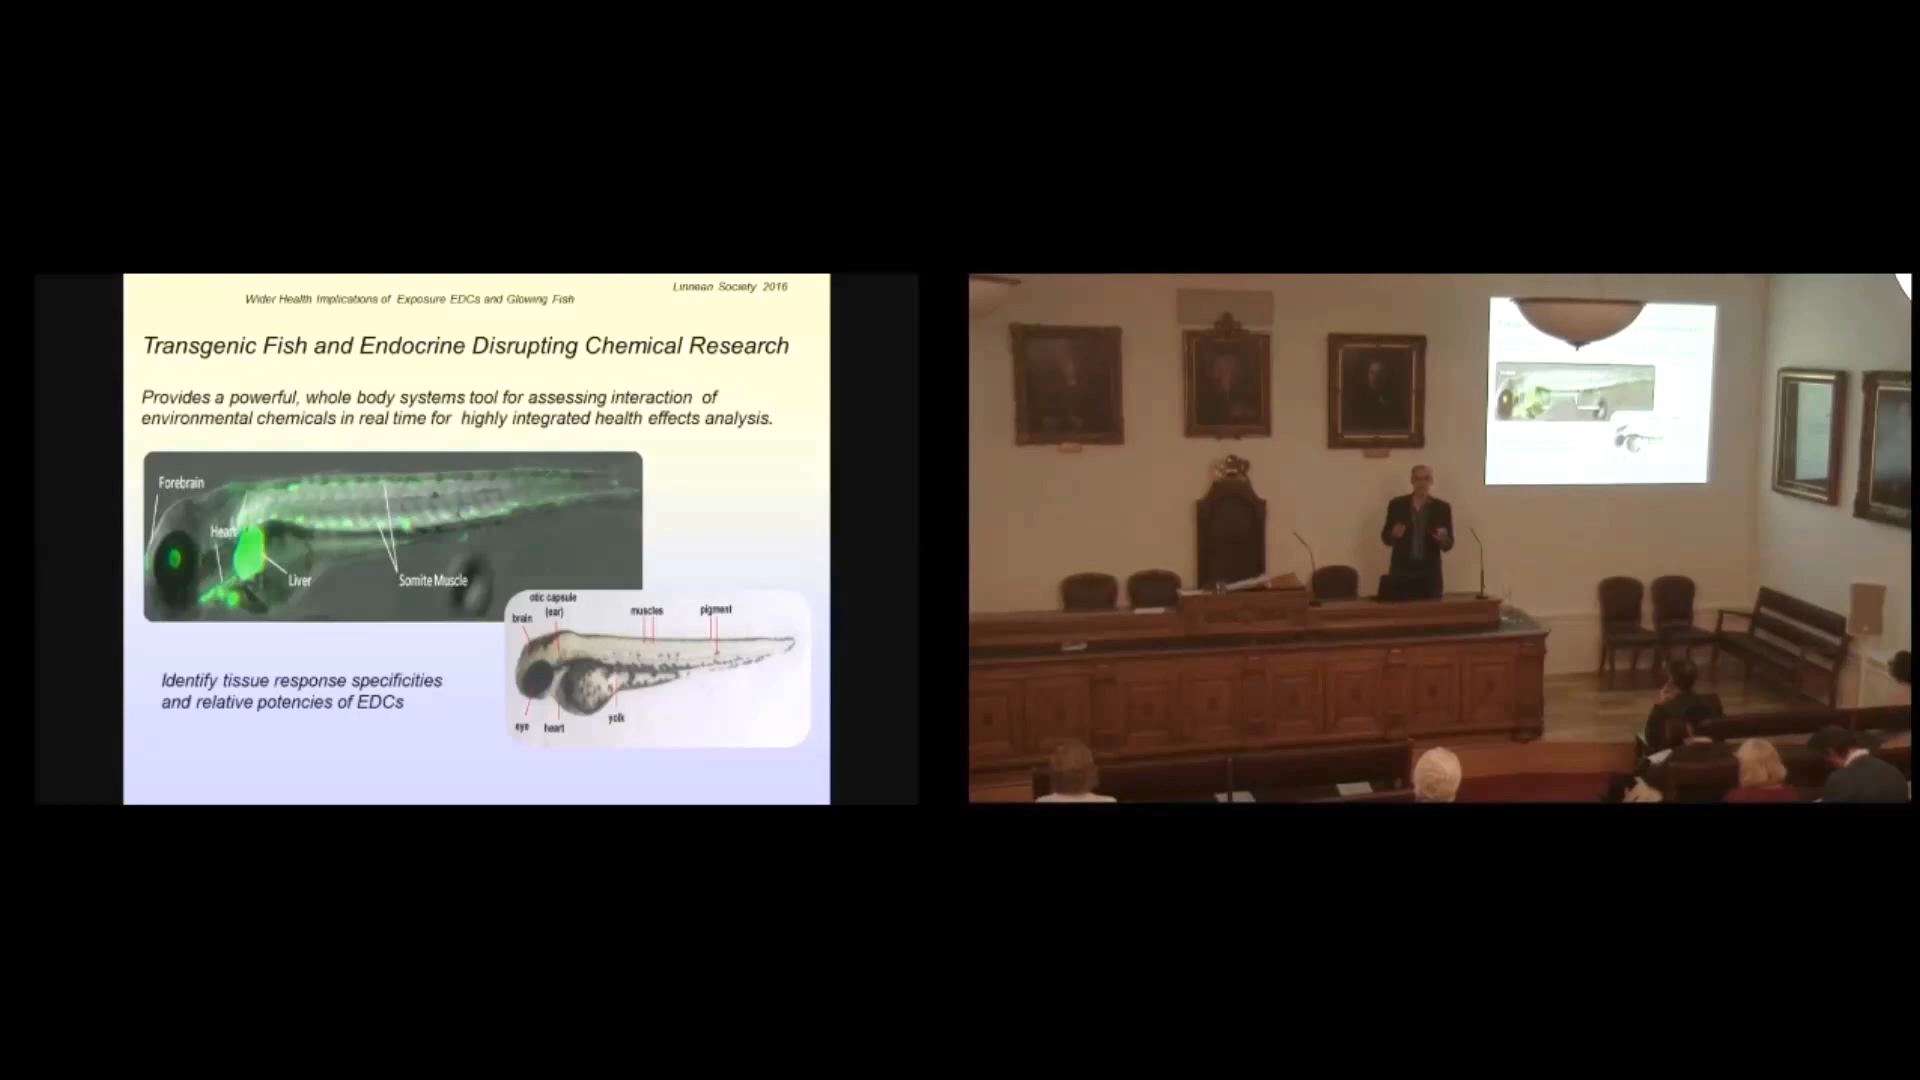 Linnean Society 2016
Wider Health Implications of Exposure EDCs and Glowing Fish
Transgenic Fish and Endocrine Disrupting Chemical Research
Provides a powerful, whole body systems tool for assessing interaction of
environmental chemicals in real time for highly integrated health effects analysis.
Forebrain
Heart
Liver
Somite Muscle
otic capsule
(ear)
brain
muscles
pigment
eye
heart
yolk
Identify tissue response specificities
and relative potencies of EDCs